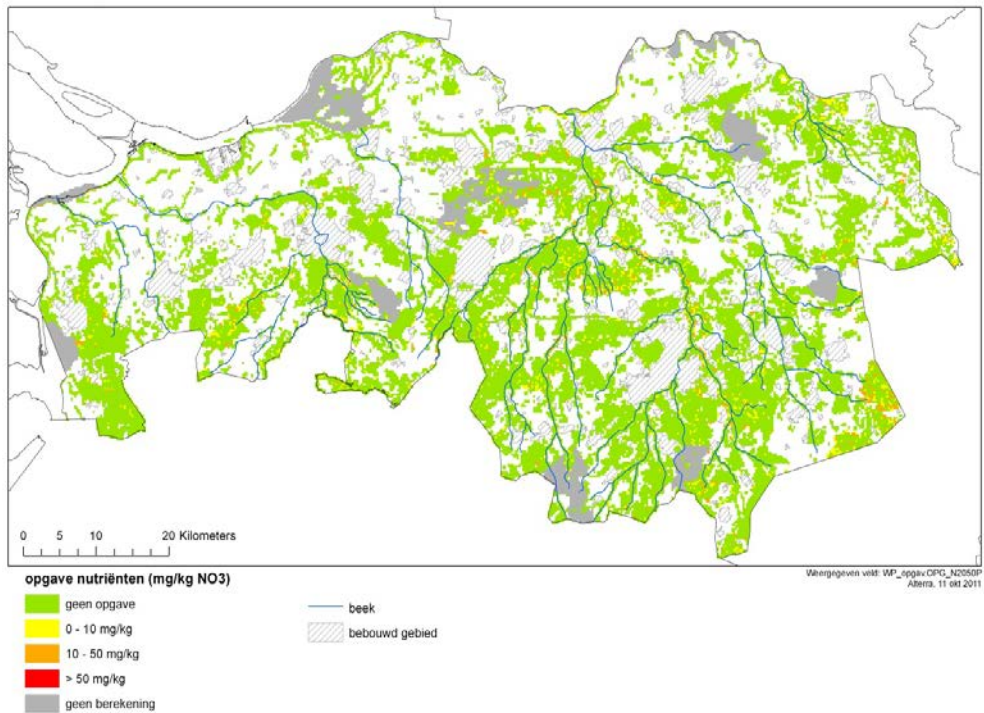 0 5 10 20 Kilometers
Weergegeven veld: WP_opgav.OPG_N2050P
Alterra, 11 okt 2011
opgave nutriënten (mg/kg NO3)
geen opgave
0 - 10 mg/kg
10 - 50 mg/kg
> 50 mg/kg
geen berekening
beek
bebouwd gebied